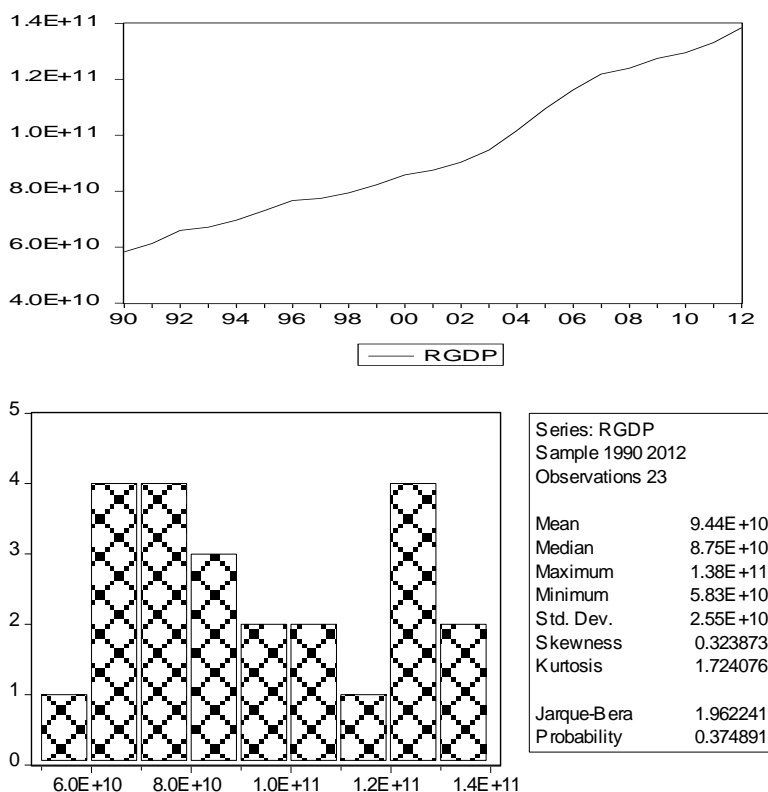 1.4E+11
1.2E+11
1.0E+11
8.0E+10
6.0E+10
4.0E+10
90 92 94 96 98 00 02 04 06 08 10 12
RGDP
5
4
3
2
1
0
6.0E+10 8.0E+10 1.0E+11 1.2E+11 1.4E+11
Series: RGDP
Sample 1990 2012
Observations 23
Mean 9.44E+10
Median 8.75E+10
Maximum 1.38E+11
Minimum 5.83E+10
Std. Dev. 2.55E+10
Skewness 0.323873
Kurtosis 1.724076
Jarque-Bera 1.962241
Probability 0.374891